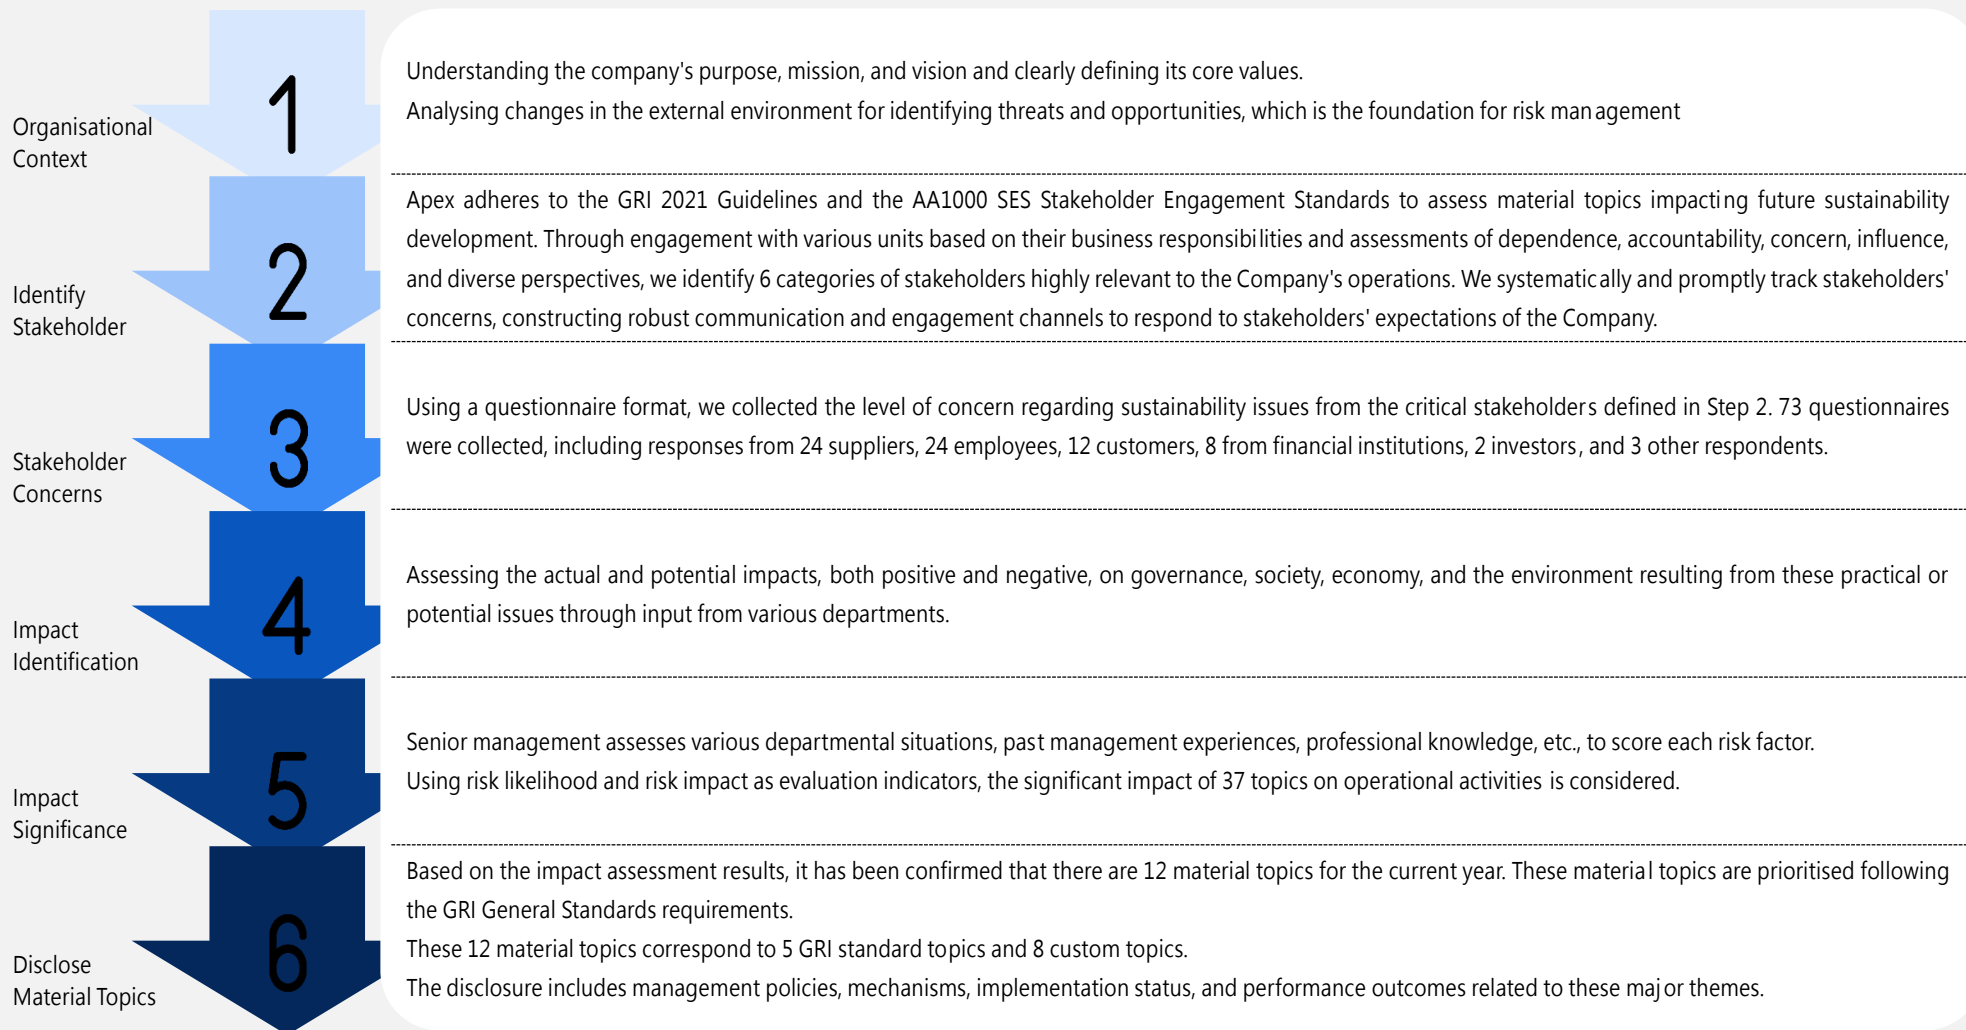 1
Organisational
Context
Understanding the company's purpose, mission, and vision and clearly defining its core values.
Analysing changes in the external environment for identifying threats and opportunities, which is the foundation for risk management
2
Identify
Stakeholder
Apex adheres to the GRI 2021 Guidelines and the AA1000 SES Stakeholder Engagement Standards to assess material topics impacting future sustainability
development. Through engagement with various units based on their business responsibilities and assessments of dependence, accountability, concern, influence,
and diverse perspectives, we identify 6 categories of stakeholders highly relevant to the Company's operations. We systematically and promptly track stakeholders'
concerns, constructing robust communication and engagement channels to respond to stakeholders' expectations of the Company.
3
Stakeholder
Concerns
Using a questionnaire format, we collected the level of concern regarding sustainability issues from the critical stakeholders defined in Step 2. 73 questionnaires
were collected, including responses from 24 suppliers, 24 employees, 12 customers, 8 from financial institutions, 2 investors, and 3 other respondents.
4
Impact
Identification
Assessing the actual and potential impacts, both positive and negative, on governance, society, economy, and the environment resulting from these practical or
potential issues through input from various departments.
5
Impact
Significance
Senior management assesses various departmental situations, past management experiences, professional knowledge, etc., to score each risk factor.
Using risk likelihood and risk impact as evaluation indicators, the significant impact of 37 topics on operational activities is considered.
6
Disclose
Material Topics
Based on the impact assessment results, it has been confirmed that there are 12 material topics for the current year. These material topics are prioritised following
the GRI General Standards requirements.
These 12 material topics correspond to 5 GRI standard topics and 8 custom topics.
The disclosure includes management policies, mechanisms, implementation status, and performance outcomes related to these major themes.